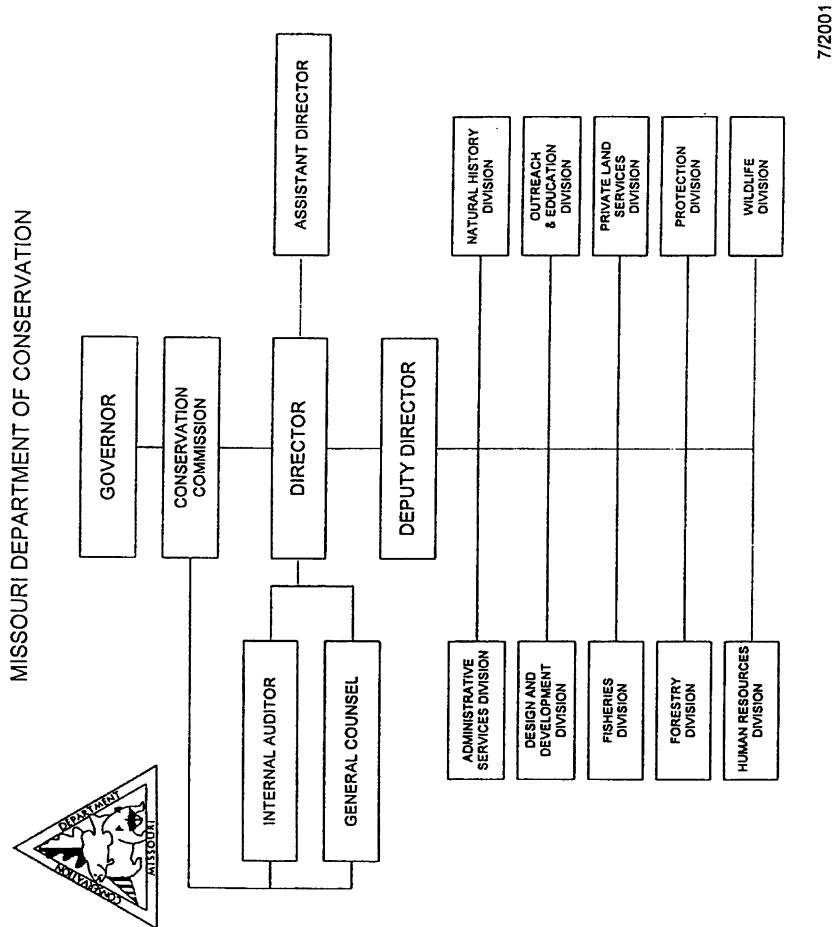 MISSOURI DEPARTMENT OF CONSERVATION
CONSERVATION
DEPARTMENT
MISSOURI
GOVERNOR
CONSERVATION
COMMISSION
DIRECTOR
ASSISTANT DIRECTOR
INTERNAL AUDITOR
GENERAL COUNSEL
DEPUTY DIRECTOR
ADMINISTRATIVE
SERVICES DIVISION
NATURAL HISTORY
DIVISION
DESIGN AND
DEVELOPMENT
DIVISION
OUTREACH
& EDUCATION
DIVISION
FISHERIES
DIVISION
PRIVATE LAND
SERVICES
DIVISION
FORESTRY
DIVISION
PROTECTION
DIVISION
HUMAN RESOURCES
DIVISION
WILDLIFE
DIVISION
7/2001